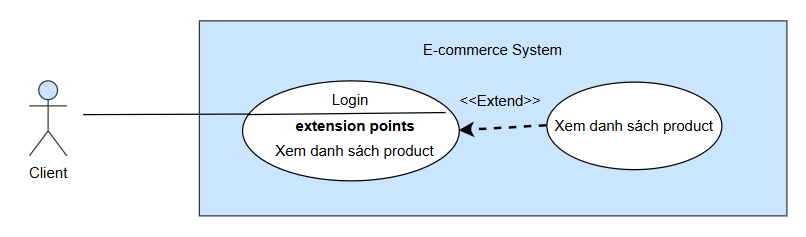 E-commerce System
Login
<<Extend>>
extension points
Xem danh sách product
Xem danh sách product
Client